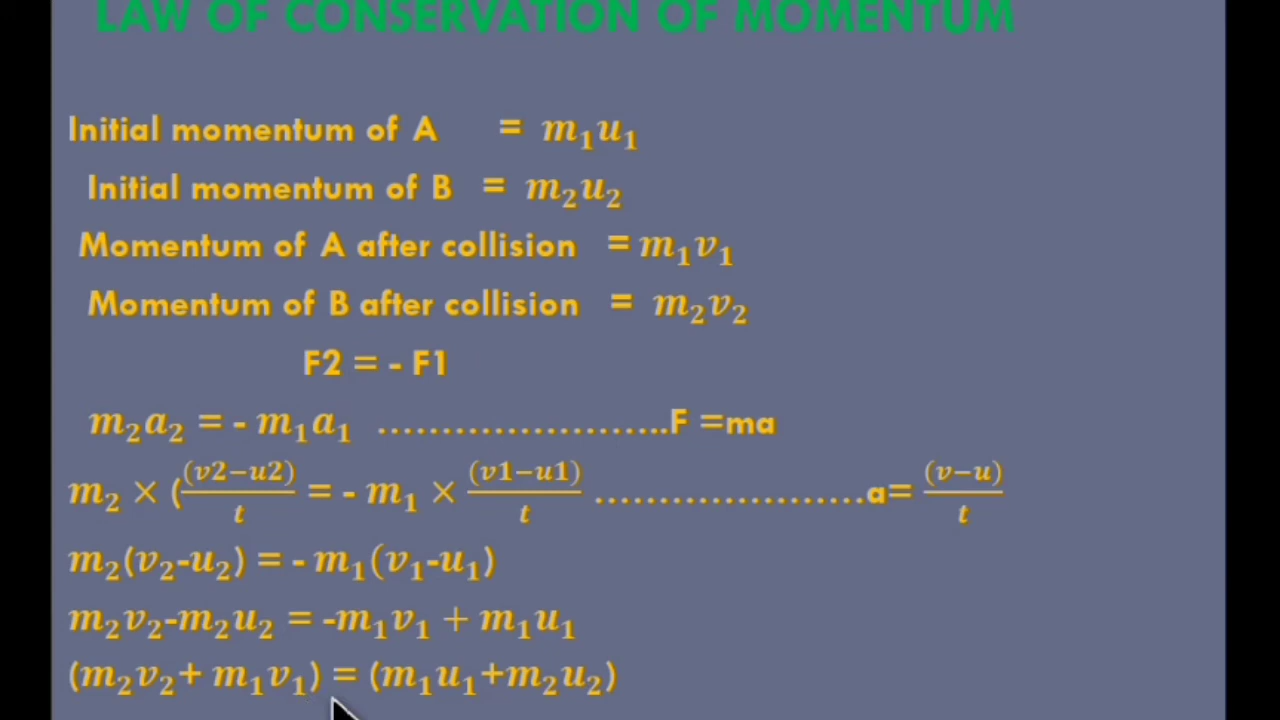 LAW OF CONSERVATION OF MOMENTUM
Initial momentum of A = m₁u₁
Initial momentum of B = m₂u₂
Momentum of A after collision = m₁v₁
Momentum of B after collision = m₂v₂
F2 = - F1
m₂a₂ = - m₁a₁ ……………………..F =ma
m₂ × ((v2−u2)/t = - m₁ × (v1−u1)/t …………………a= (v−u)/t
m₂(v₂-u₂) = - m₁(v₁-u₁)
m₂v₂-m₂u₂ = -m₁v₁ + m₁u₁
(m₂v₂+ m₁v₁) = (m₁u₁+m₂u₂)